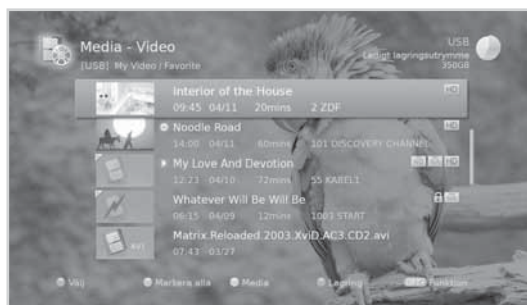 Media - Video
USB
[USB] My Video / Favorite
Ledigt lagringsutrymme
350GB
Interior of the House
HD
09:45 04/11 20mins 2 ZDF
Noodle Road
HD
14:00 04/11 60mins 101 DISCOVERY CHANNEL
My Love And Devotion
HD
12:23 04/10 72mins 55 KABEL1
Whatever Will Be Will Be
06:15 04/09 12mins 1003 START
Matrix.Reloaded.2003.XviD.AC3.CD2.avi
AVI
07:43 03/27
Välj Markera alla Media Lagring Funktion